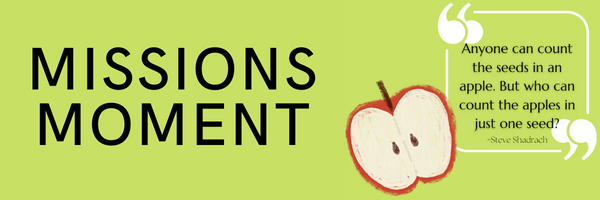 MISSIONS
MOMENT
Anyone can count
the seeds in an
apple. But who can
count the apples in
just one seed?
~Steve Shadrach